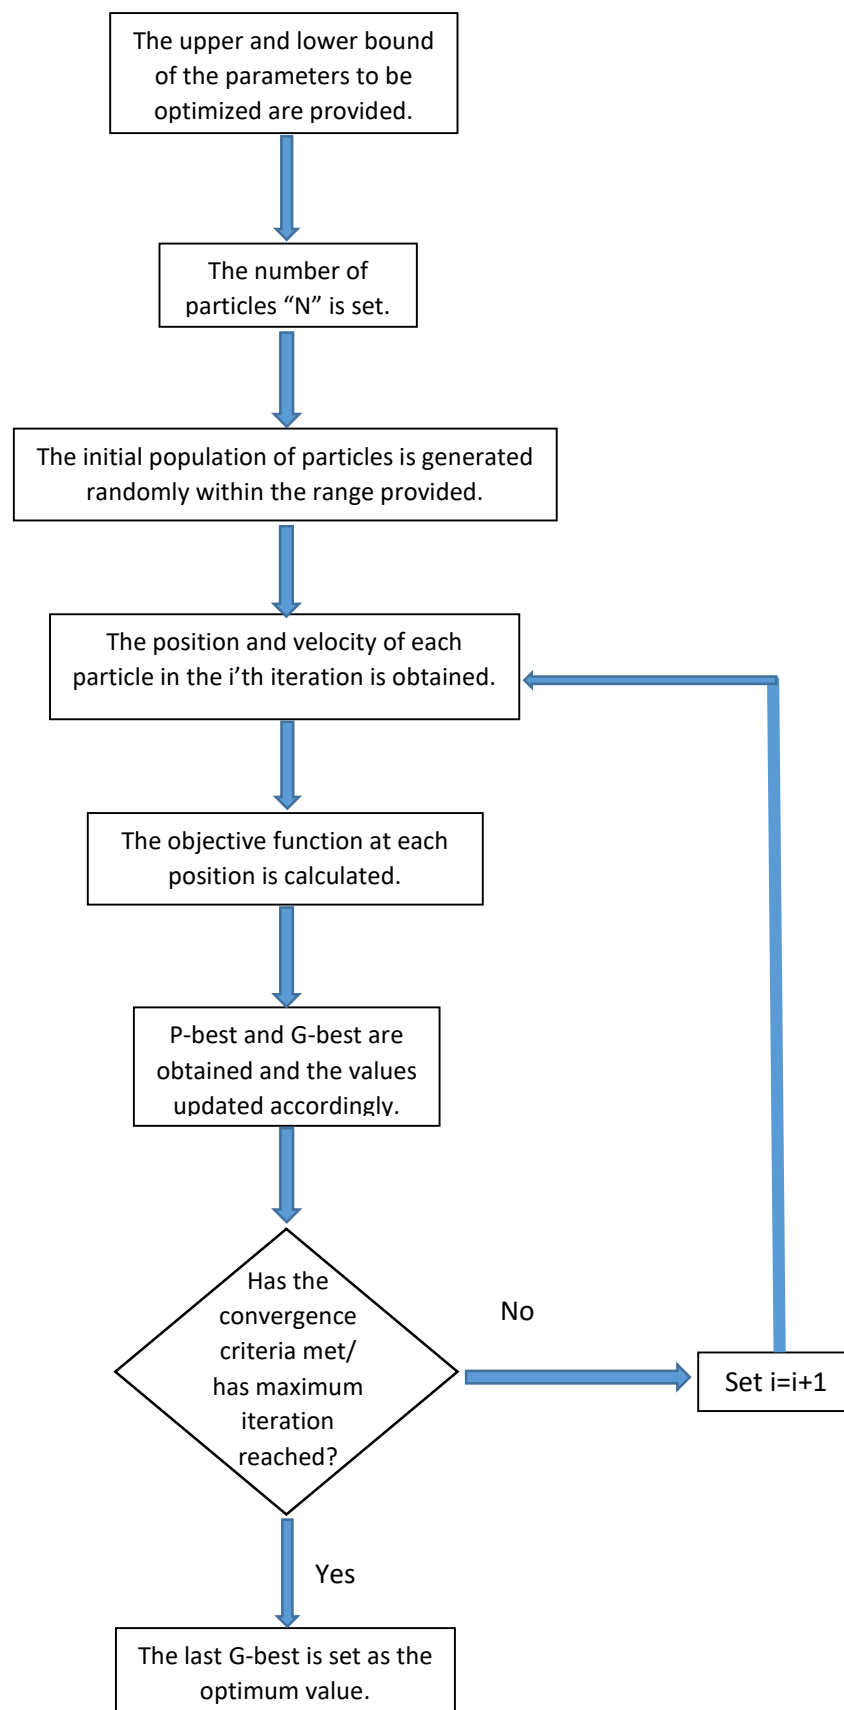 The upper and lower bound
of the parameters to be
optimized are provided.
The number of
particles “N” is set.
The initial population of particles is generated
randomly within the range provided.
The position and velocity of each
particle in the i’th iteration is obtained.
The objective function at each
position is calculated.
P-best and G-best are
obtained and the values
updated accordingly.
Has the
convergence
criteria met/
has maximum
iteration
reached?
No
Set i=i+1
Yes
The last G-best is set as the
optimum value.